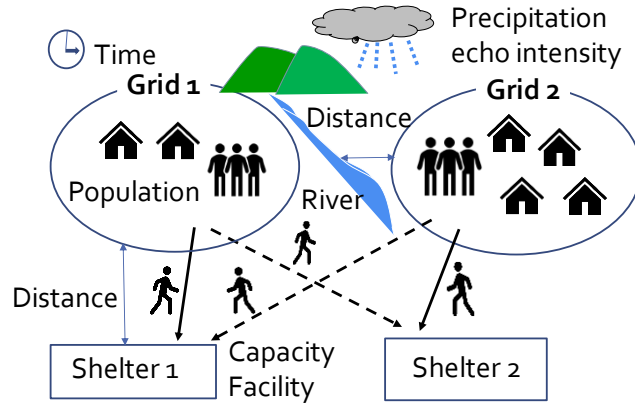 Time
Precipitation
echo intensity
Grid 1
Grid 2
Distance
Population
River
Distance
Shelter 1
Capacity
Facility
Shelter 2